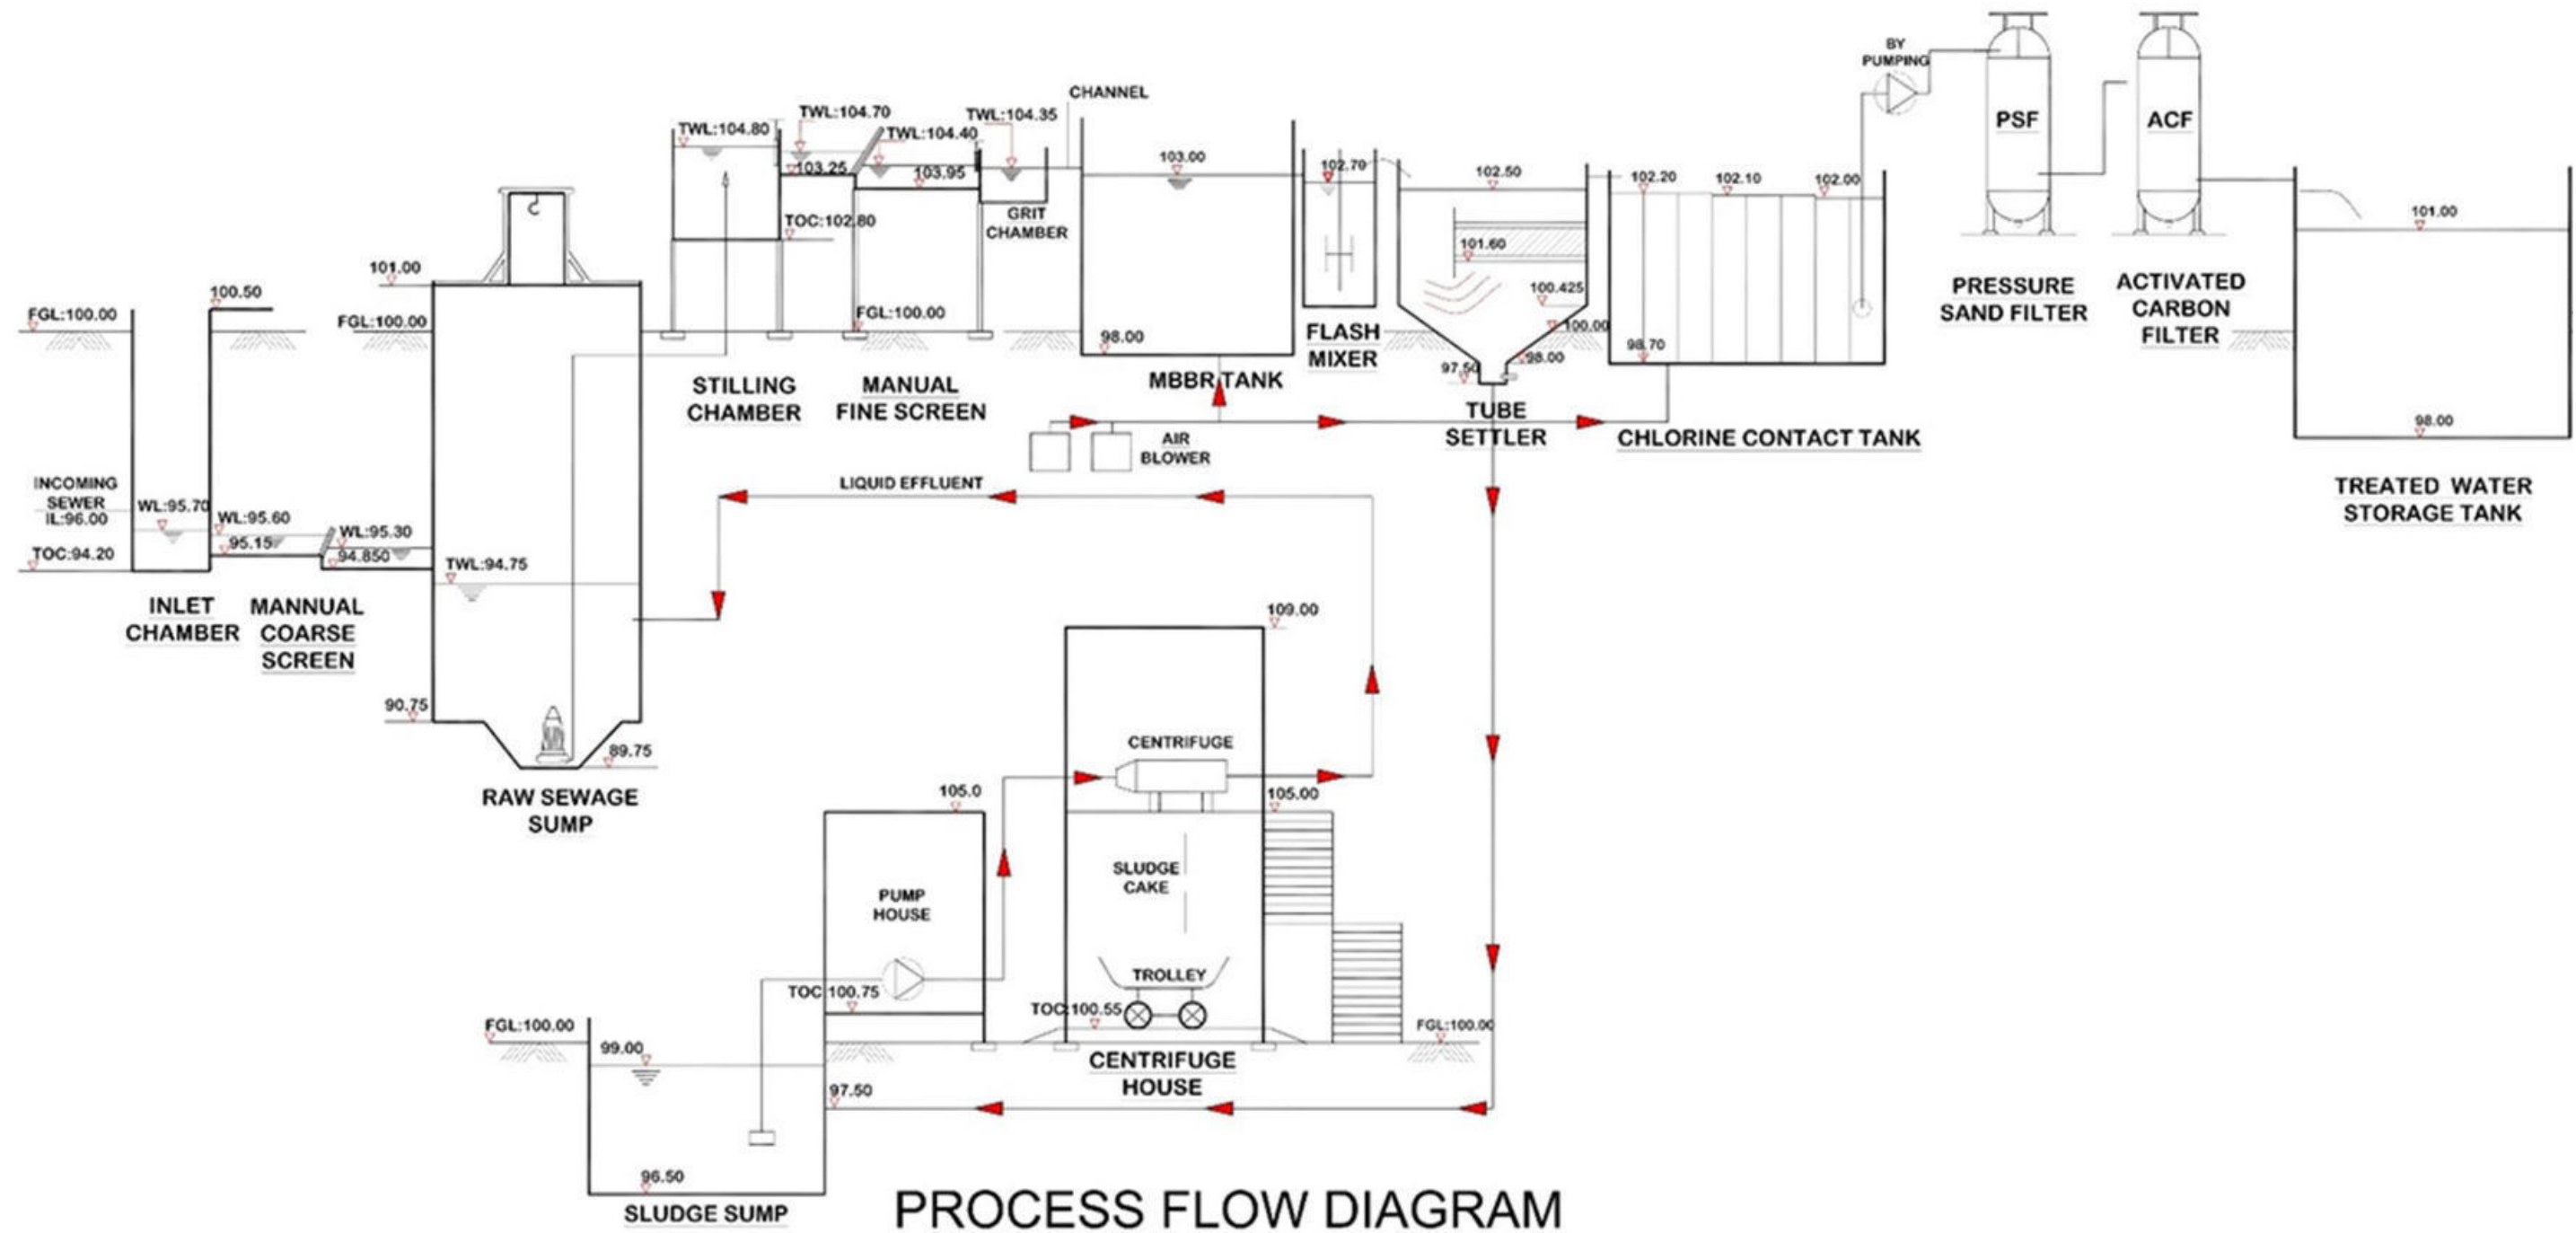 BY
PUMPING
CHANNEL
TWL:104.70
TWL:104.35
TWL:104.80
TWL:104.40
PSF
ACF
103.25
103.95
103.00
102.70
102.50
102.20
102.10
102.00
TOC:102.80
GRIT
CHAMBER
101.00
101.60
101.00
100.425
PRESSURE
SAND FILTER
ACTIVATED
CARBON
FILTER
100.50
FGL:100.00
FGL:100.00
FGL:100.00
100.00
98.00
FLASH
MIXER
98.70
98.00
97.50
MBBR TANK
STILLING
CHAMBER
MANUAL
FINE SCREEN
TUBE
SETTLER
CHLORINE CONTACT TANK
98.00
AIR
BLOWER
TREATED WATER
STORAGE TANK
LIQUID EFFLUENT
INCOMING
SEWER
IL:96.00
WL:95.70
WL:95.60
95.15
WL:95.30
94.850
TOC:94.20
TWL:94.75
INLET
CHAMBER
MANNUAL
COARSE
SCREEN
109.00
90.75
89.75
CENTRIFUGE
RAW SEWAGE
SUMP
105.0
105.00
SLUDGE
CAKE
PUMP
HOUSE
TROLLEY
TOC:100.75
TOC:100.55
FGL:100.00
FGL:100.00
99.00
CENTRIFUGE
HOUSE
97.50
96.50
SLUDGE SUMP
PROCESS FLOW DIAGRAM